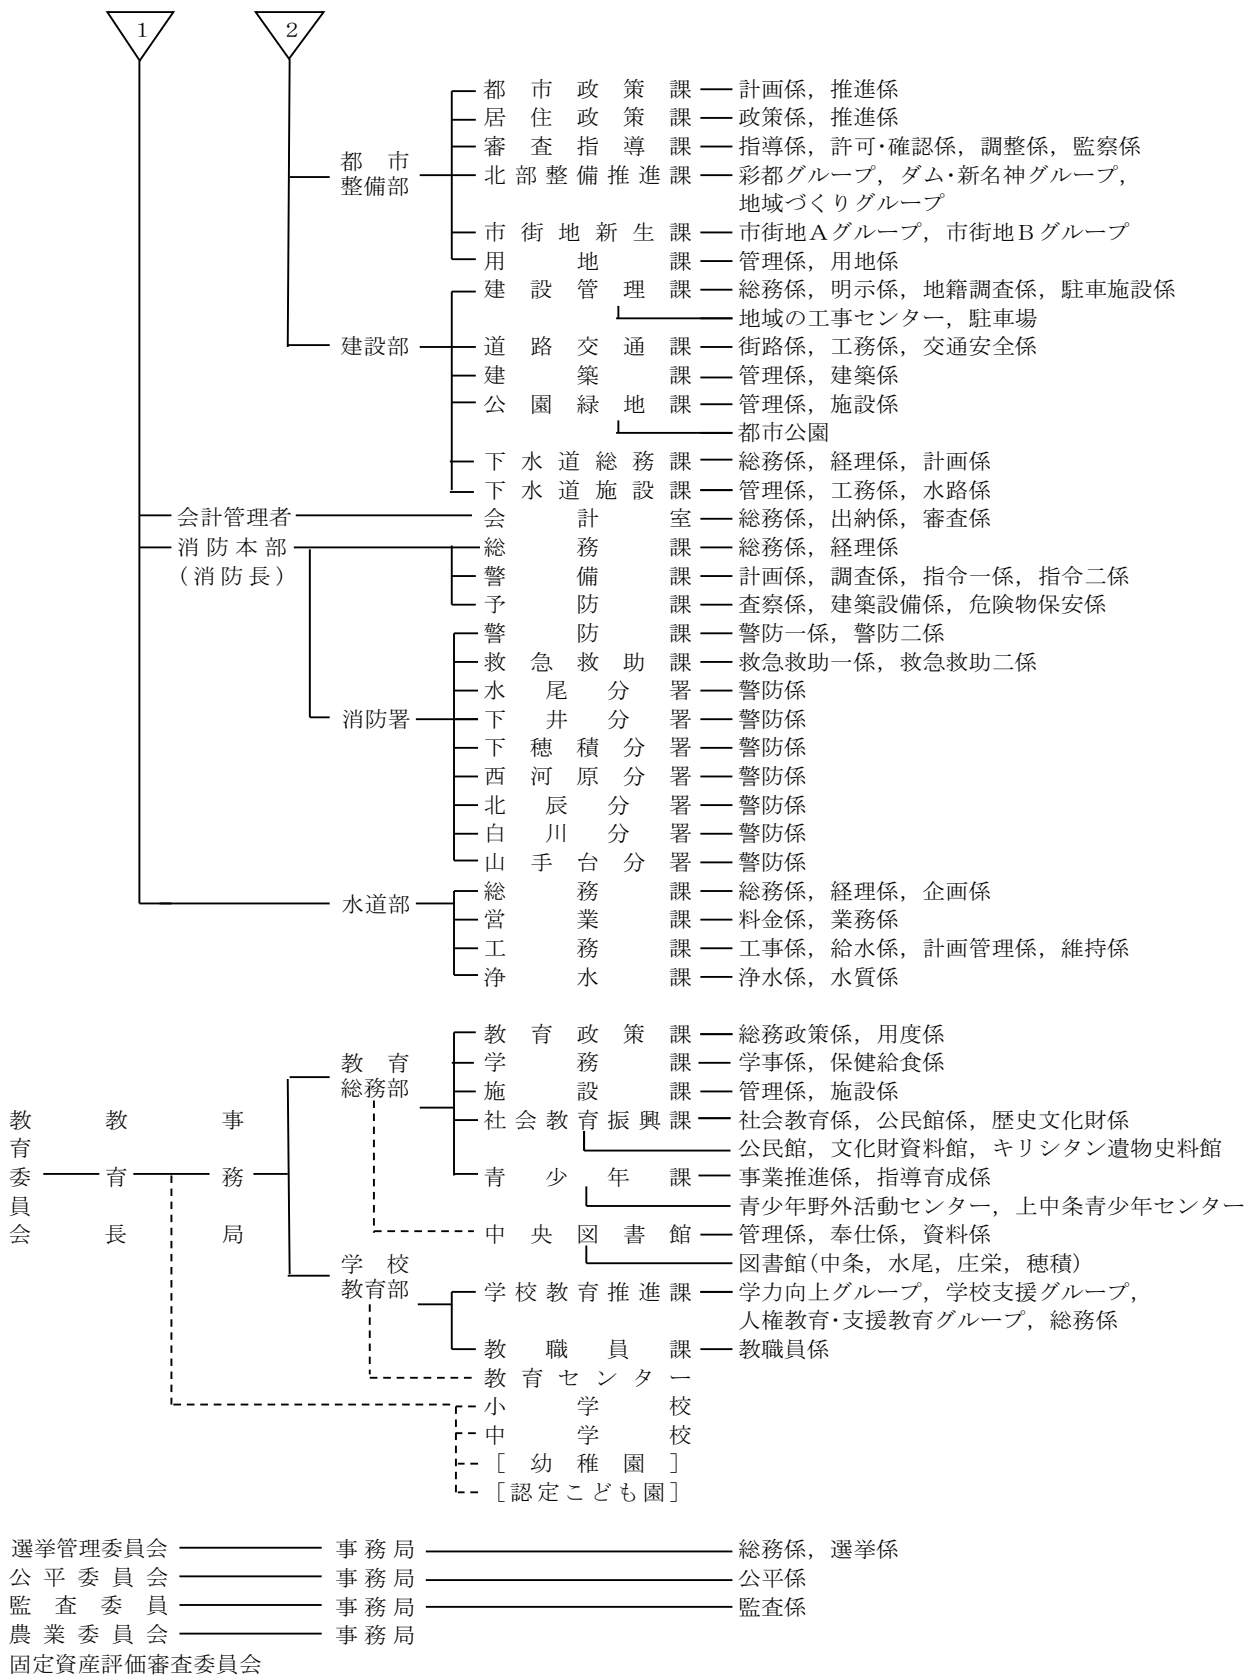 1 2
都市政策課 計画係，推進係
居住政策課 政策係，推進係
審査指導課 指導係，許可・確認係，調整係，監察係
都市整備部 北部整備推進課 彩都グループ，ダム・新名神グループ，
地域づくりグループ
市街地新生課 市街地Ａグループ，市街地Ｂグループ
用地課 管理係，用地係
建設管理課 総務係，明示係，地籍調査係，駐車施設係
地域の工事センター，駐車場
建設部 道路交通課 街路係，工務係，交通安全係
建築課 管理係，建築係
公園緑地課 管理係，施設係
都市公園
下水道総務課 総務係，経理係，計画係
下水道施設課 管理係，工務係，水路係
会計管理者 会計室 総務係，出納係，審査係
消防本部 総務課 総務係，経理係
(消防長) 警備課 計画係，調査係，指令一係，指令二係
予防課 査察係，建築設備係，危険物保安係
警防課 警防一係，警防二係
救急救助課 救急救助一係，救急救助二係
水尾分署 警防係
消防署 下井分署 警防係
下穂積分署 警防係
西河原分署 警防係
北辰分署 警防係
白川分署 警防係
山手台分署 警防係
総務課 総務係，経理係，企画係
水道部 営業課 料金係，業務係
工務課 工事係，給水係，計画管理係，維持係
浄水課 浄水係，水質係
教育委員会 教育長 事務局
教育総務部 教育政策課 総務政策係，用度係
学務課 学事係，保健給食係
施設課 管理係，施設係
社会教育振興課 社会教育係，公民館係，歴史文化財係
公民館，文化財資料館，キリシタン遺物史料館
青少年課 事業推進係，指導育成係
青少年野外活動センター，上中条青少年センター
中央図書館 管理係，奉仕係，資料係
図書館(中条，水尾，庄栄，穂積)
学校教育部 学校教育推進課 学力向上グループ，学校支援グループ，
人権教育・支援教育グループ，総務係
教職員課 教職員係
教育センター
小学校
中学校
［幼稚園］
［認定こども園］
選挙管理委員会 事務局 総務係，選挙係
公平委員会 事務局 公平係
監査委員 事務局 監査係
農業委員会 事務局
固定資産評価審査委員会